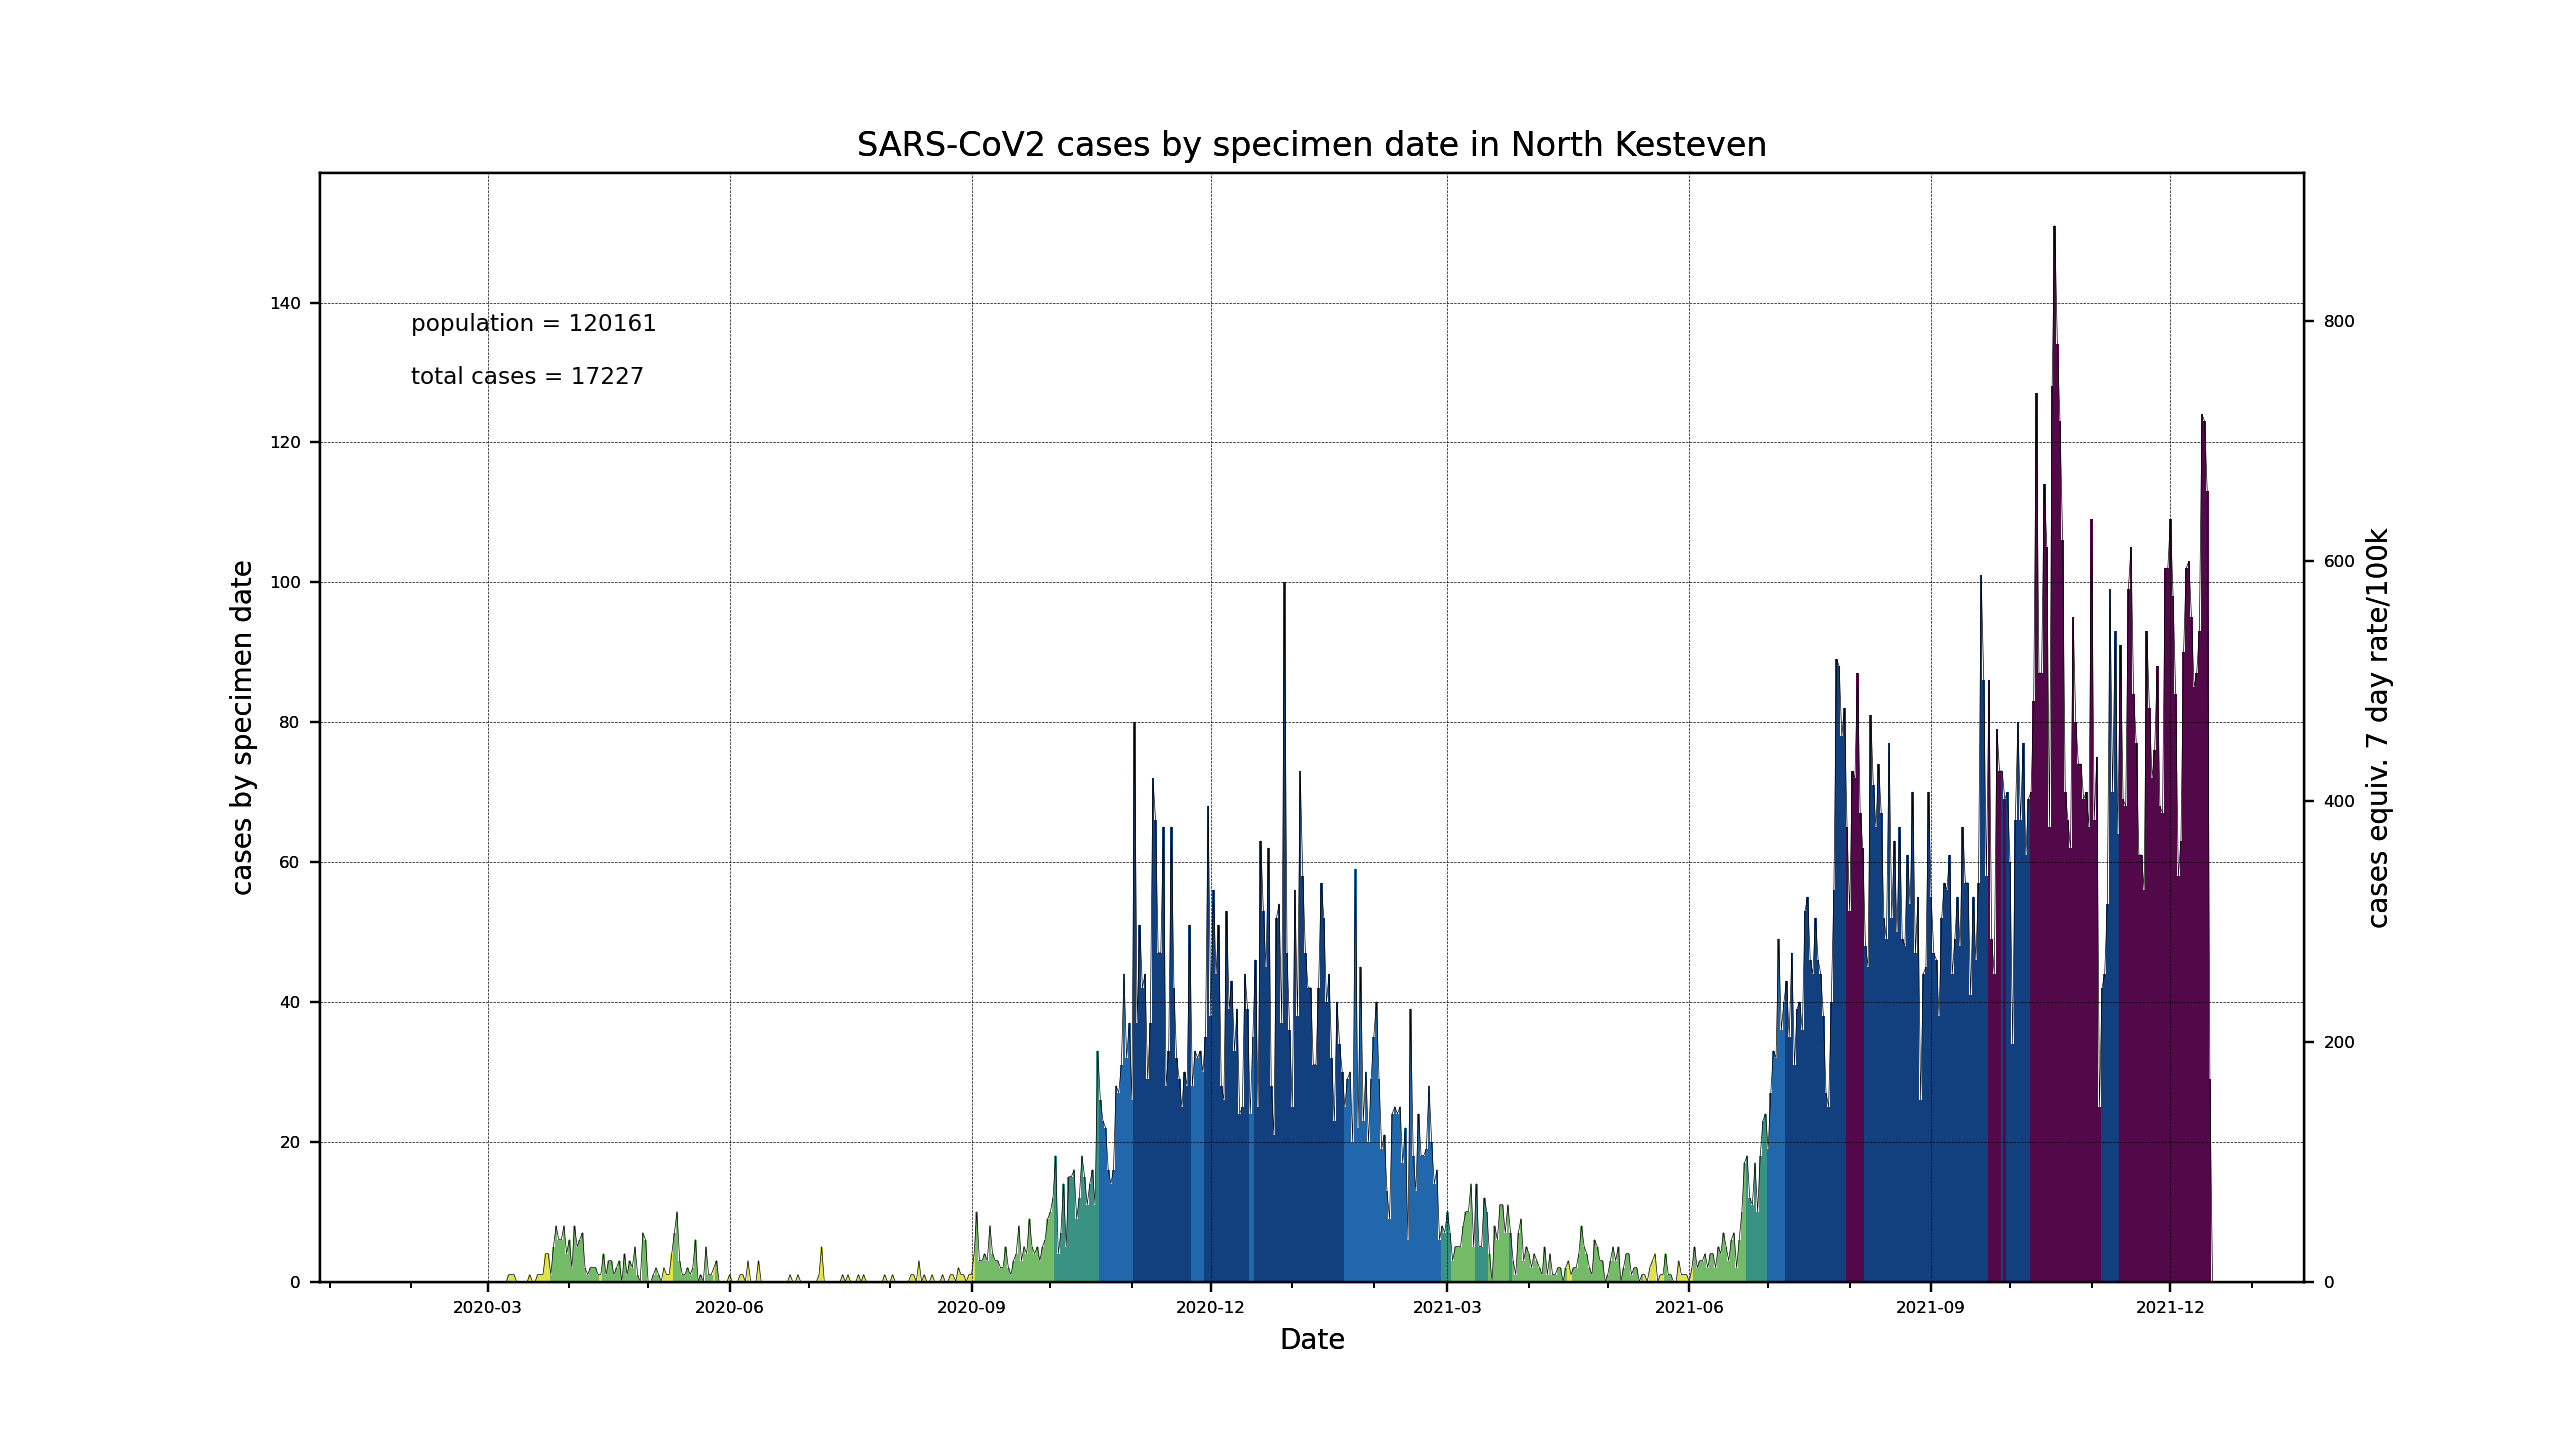 SARS-CoV2 cases by specimen date in North Kesteven
population = 120161
total cases = 17227
cases by specimen date
140
120
100
80
60
40
20
0
800
600
400
200
0
cases equiv. 7 day rate/100k
2020-03 2020-06 2020-09 2020-12 2021-03 2021-06 2021-09 2021-12
Date